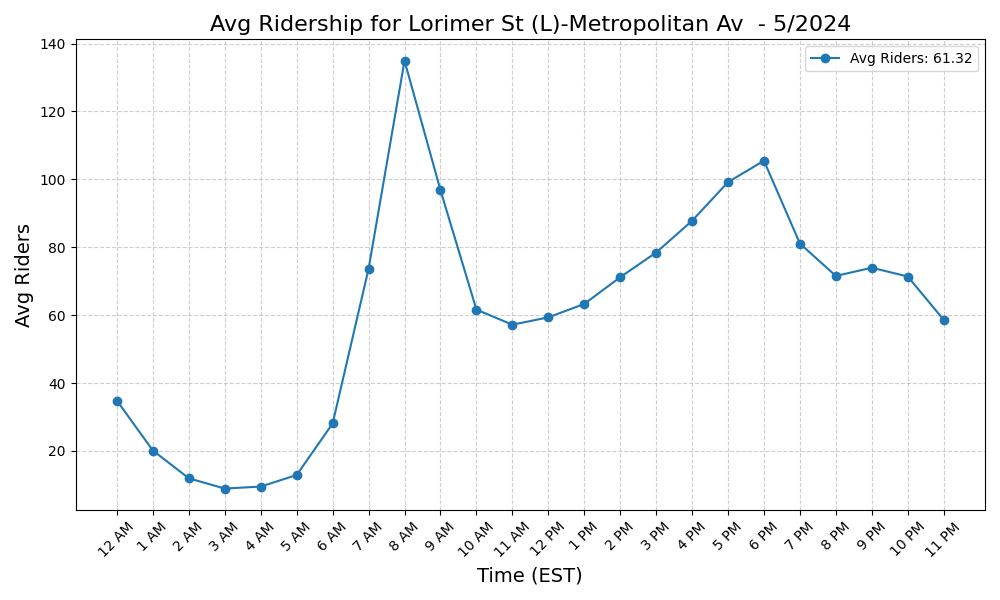 Avg Ridership for Lorimer St (L)-Metropolitan Av  - 5/2024
Avg Riders: 61.32
Avg Riders
140
120
100
80
60
40
20
12 AM
1 AM
2 AM
3 AM
4 AM
5 AM
6 AM
7 AM
8 AM
9 AM
10 AM
11 AM
12 PM
1 PM
2 PM
3 PM
4 PM
5 PM
6 PM
7 PM
8 PM
9 PM
10 PM
11 PM
Time (EST)